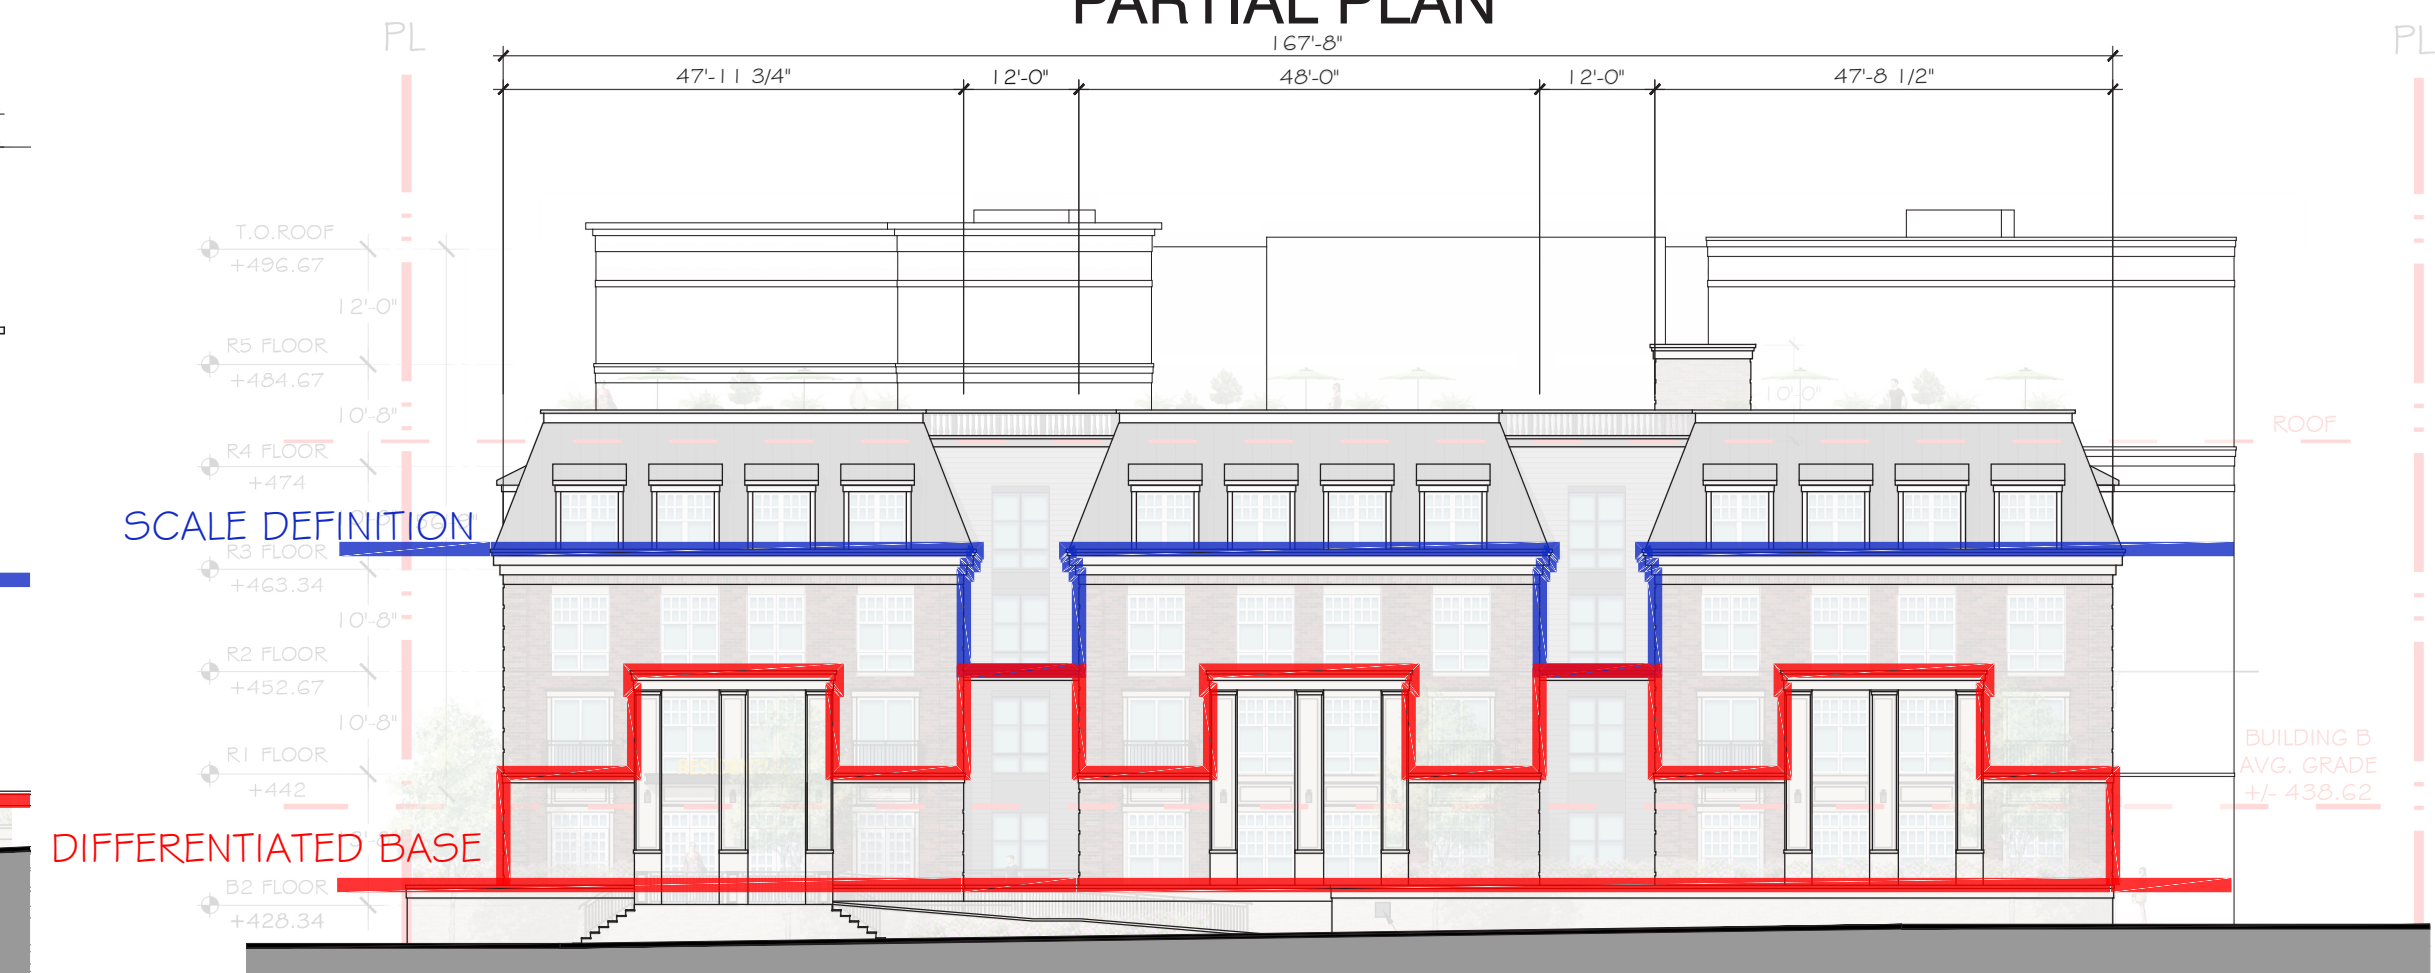 PARTIAL PLAN
PL
PL
167'-8"
47'-11 3/4"
12'-0"
48'-0"
12'-0"
47'-8 1/2"
T.O.ROOF
+496.67
12'-0"
R5 FLOOR
+484.67
10'-8"
10'-0"
R4 FLOOR
+474
ROOF
SCALE DEFINITION
R3 FLOOR
+463.34
10'-8"
R2 FLOOR
+452.67
10'-8"
R1 FLOOR
+442
BUILDING B
AVG. GRADE
+/- 438.62
DIFFERENTIATED BASE
B2 FLOOR
+428.34